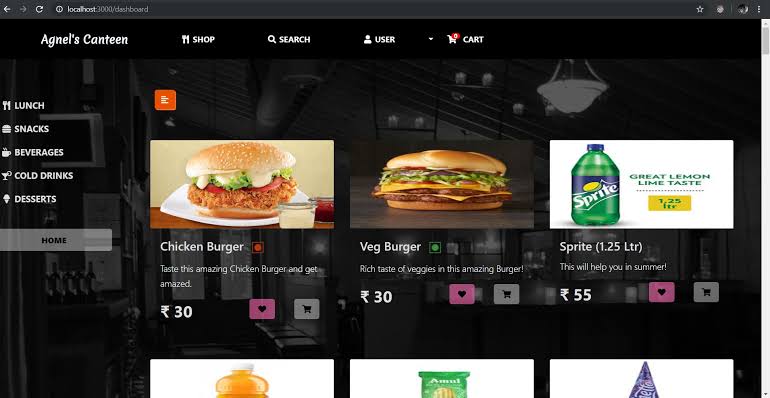 localhost:3000/dashboard
Agnel's Canteen
SHOP
SEARCH
USER
0
CART
LUNCH
SNACKS
BEVERAGES
COLD DRINKS
DESSERTS
HOME
Sprite
GREAT LEMON
LIME TASTE
1.25
ltr
Chicken Burger
Taste this amazing Chicken Burger and get
amazed.
₹ 30
Veg Burger
Rich taste of veggies in this amazing Burger!
₹ 30
Sprite (1.25 Ltr)
This will help you in summer!
₹ 55
Amul